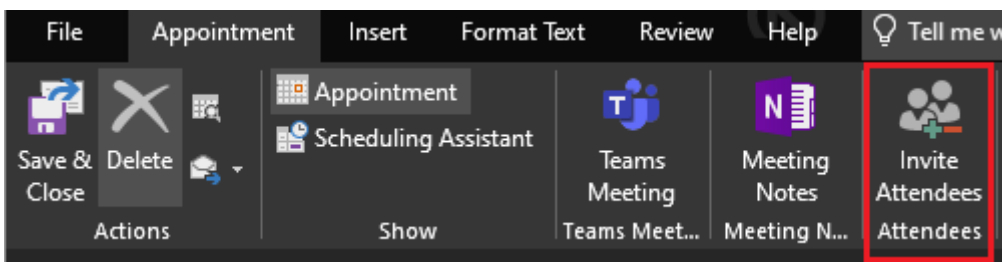 File Appointment Insert Format Text Review Help Tell me w
Appointment
Scheduling Assistant
Save & Close
Delete
Teams Meeting
Meeting Notes
Invite Attendees
Actions Show Teams Meet... Meeting N... Attendees